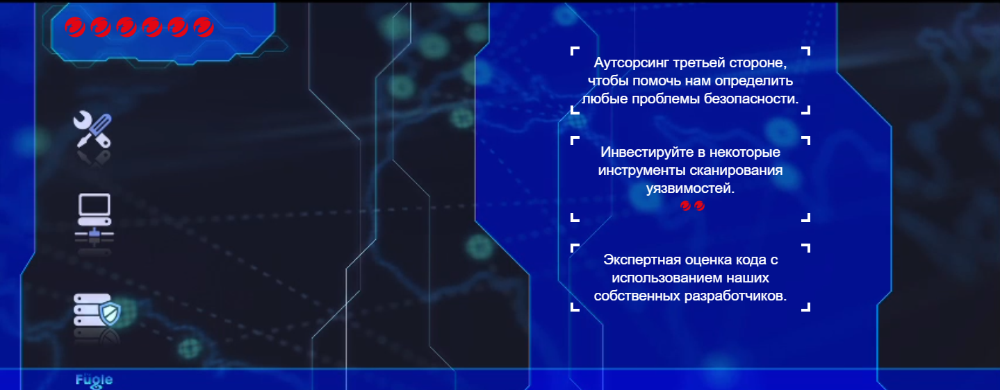 Аутсорсинг третьей стороне,
чтобы помочь нам определить
любые проблемы безопасности.
Инвестируйте в некоторые
инструменты сканирования
уязвимостей.
Экспертная оценка кода с
использованием наших
собственных разработчиков.
Fügle